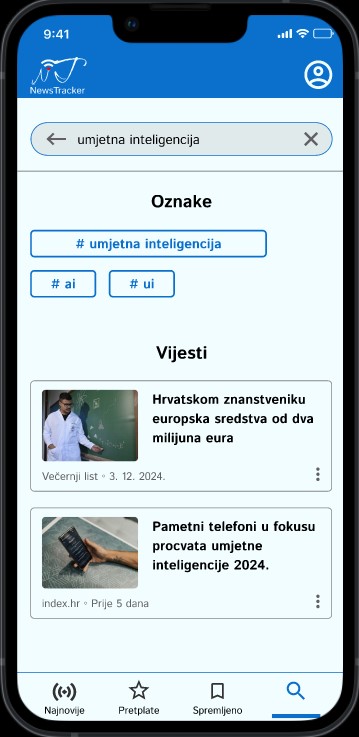 9:41
NT
NewsTracker
umjetna inteligencija
Oznake
# umjetna inteligencija
# ai
# ui
Vijesti
Hrvatskom znanstveniku
europska sredstva od dva
milijuna eura
Večernji list ◦ 3. 12. 2024.
Pametni telefoni u fokusu
procvata umjetne
inteligencije 2024.
index.hr ◦ Prije 5 dana
Najnovije
Pretplate
Spremljeno